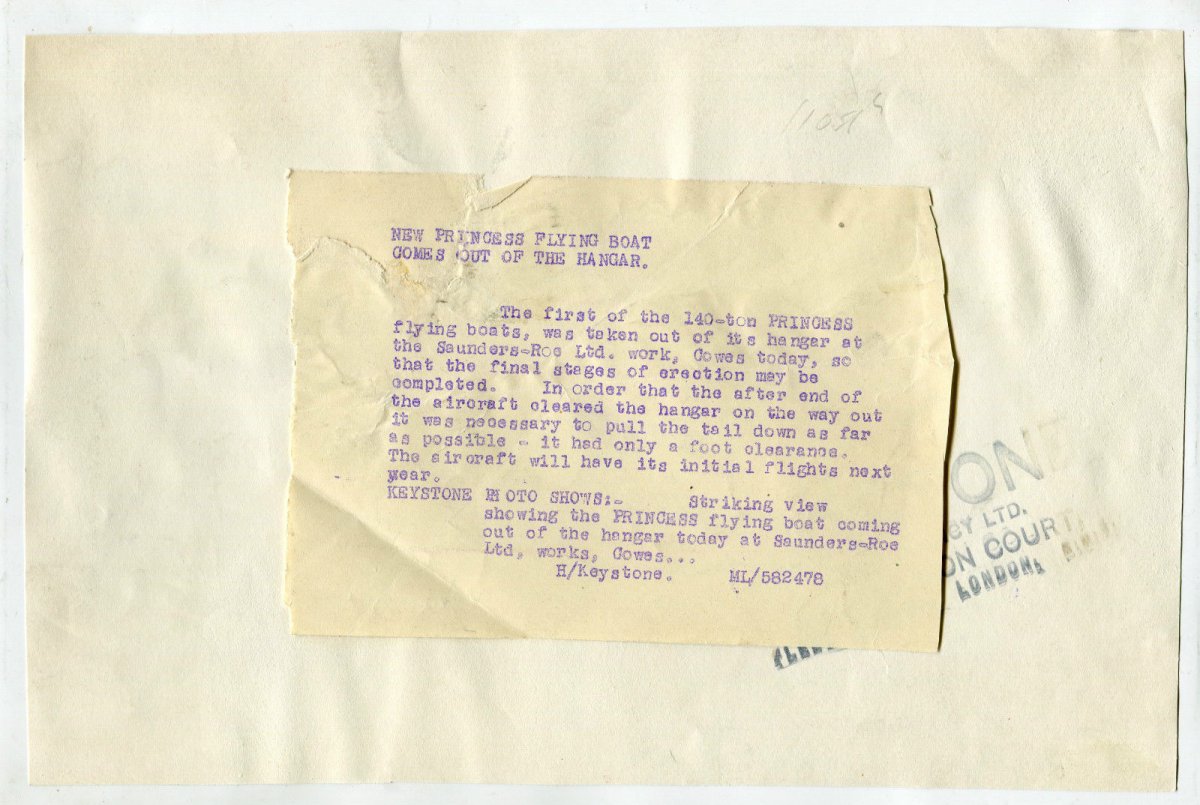 NEW PRINCESS FLYING BOAT
COMES OUT OF THE HANGAR.
The first of the 140-ton PRINCESS
flying boats, was taken out of its hangar at
the Saunders-Roe Ltd. work, Cowes today, so
that the final stages of erection may be
completed. In order that the after end of
the aircraft cleared the hangar on the way out
it was necessary to pull the tail down as far
as possible - it had only a foot clearance.
The aircraft will have its initial flights next
year.
KEYSTONE PHOTO SHOWS:- Striking view
showing the PRINCESS flying boat coming
out of the hangar today at Saunders-Roe
Ltd, works, Cowes...
H/Keystone. ML/582478
LTD.
COURT
LONDON,